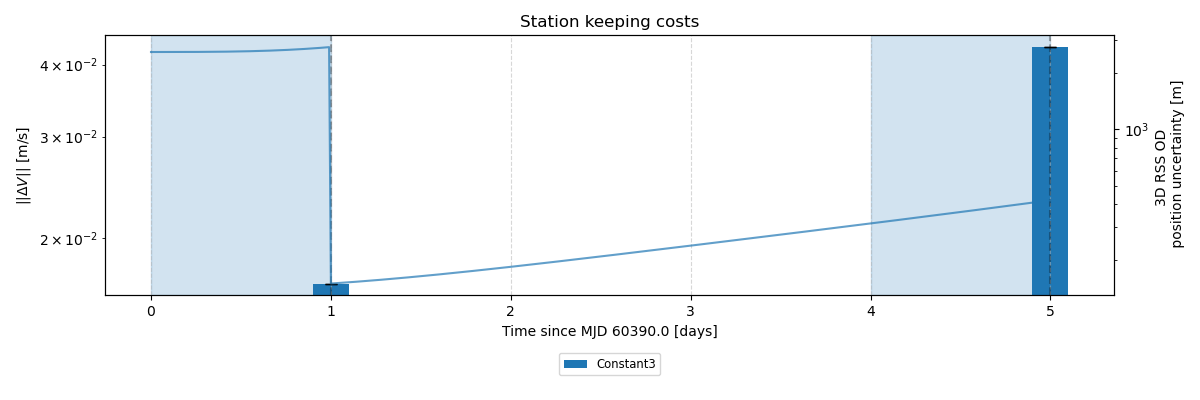 Station keeping costs
||ΔV|| [m/s]
4 × 10⁻²
3 × 10⁻²
2 × 10⁻²
10³
3D RSS OD
position uncertainty [m]
0 1 2 3 4 5
Time since MJD 60390.0 [days]
Constant3